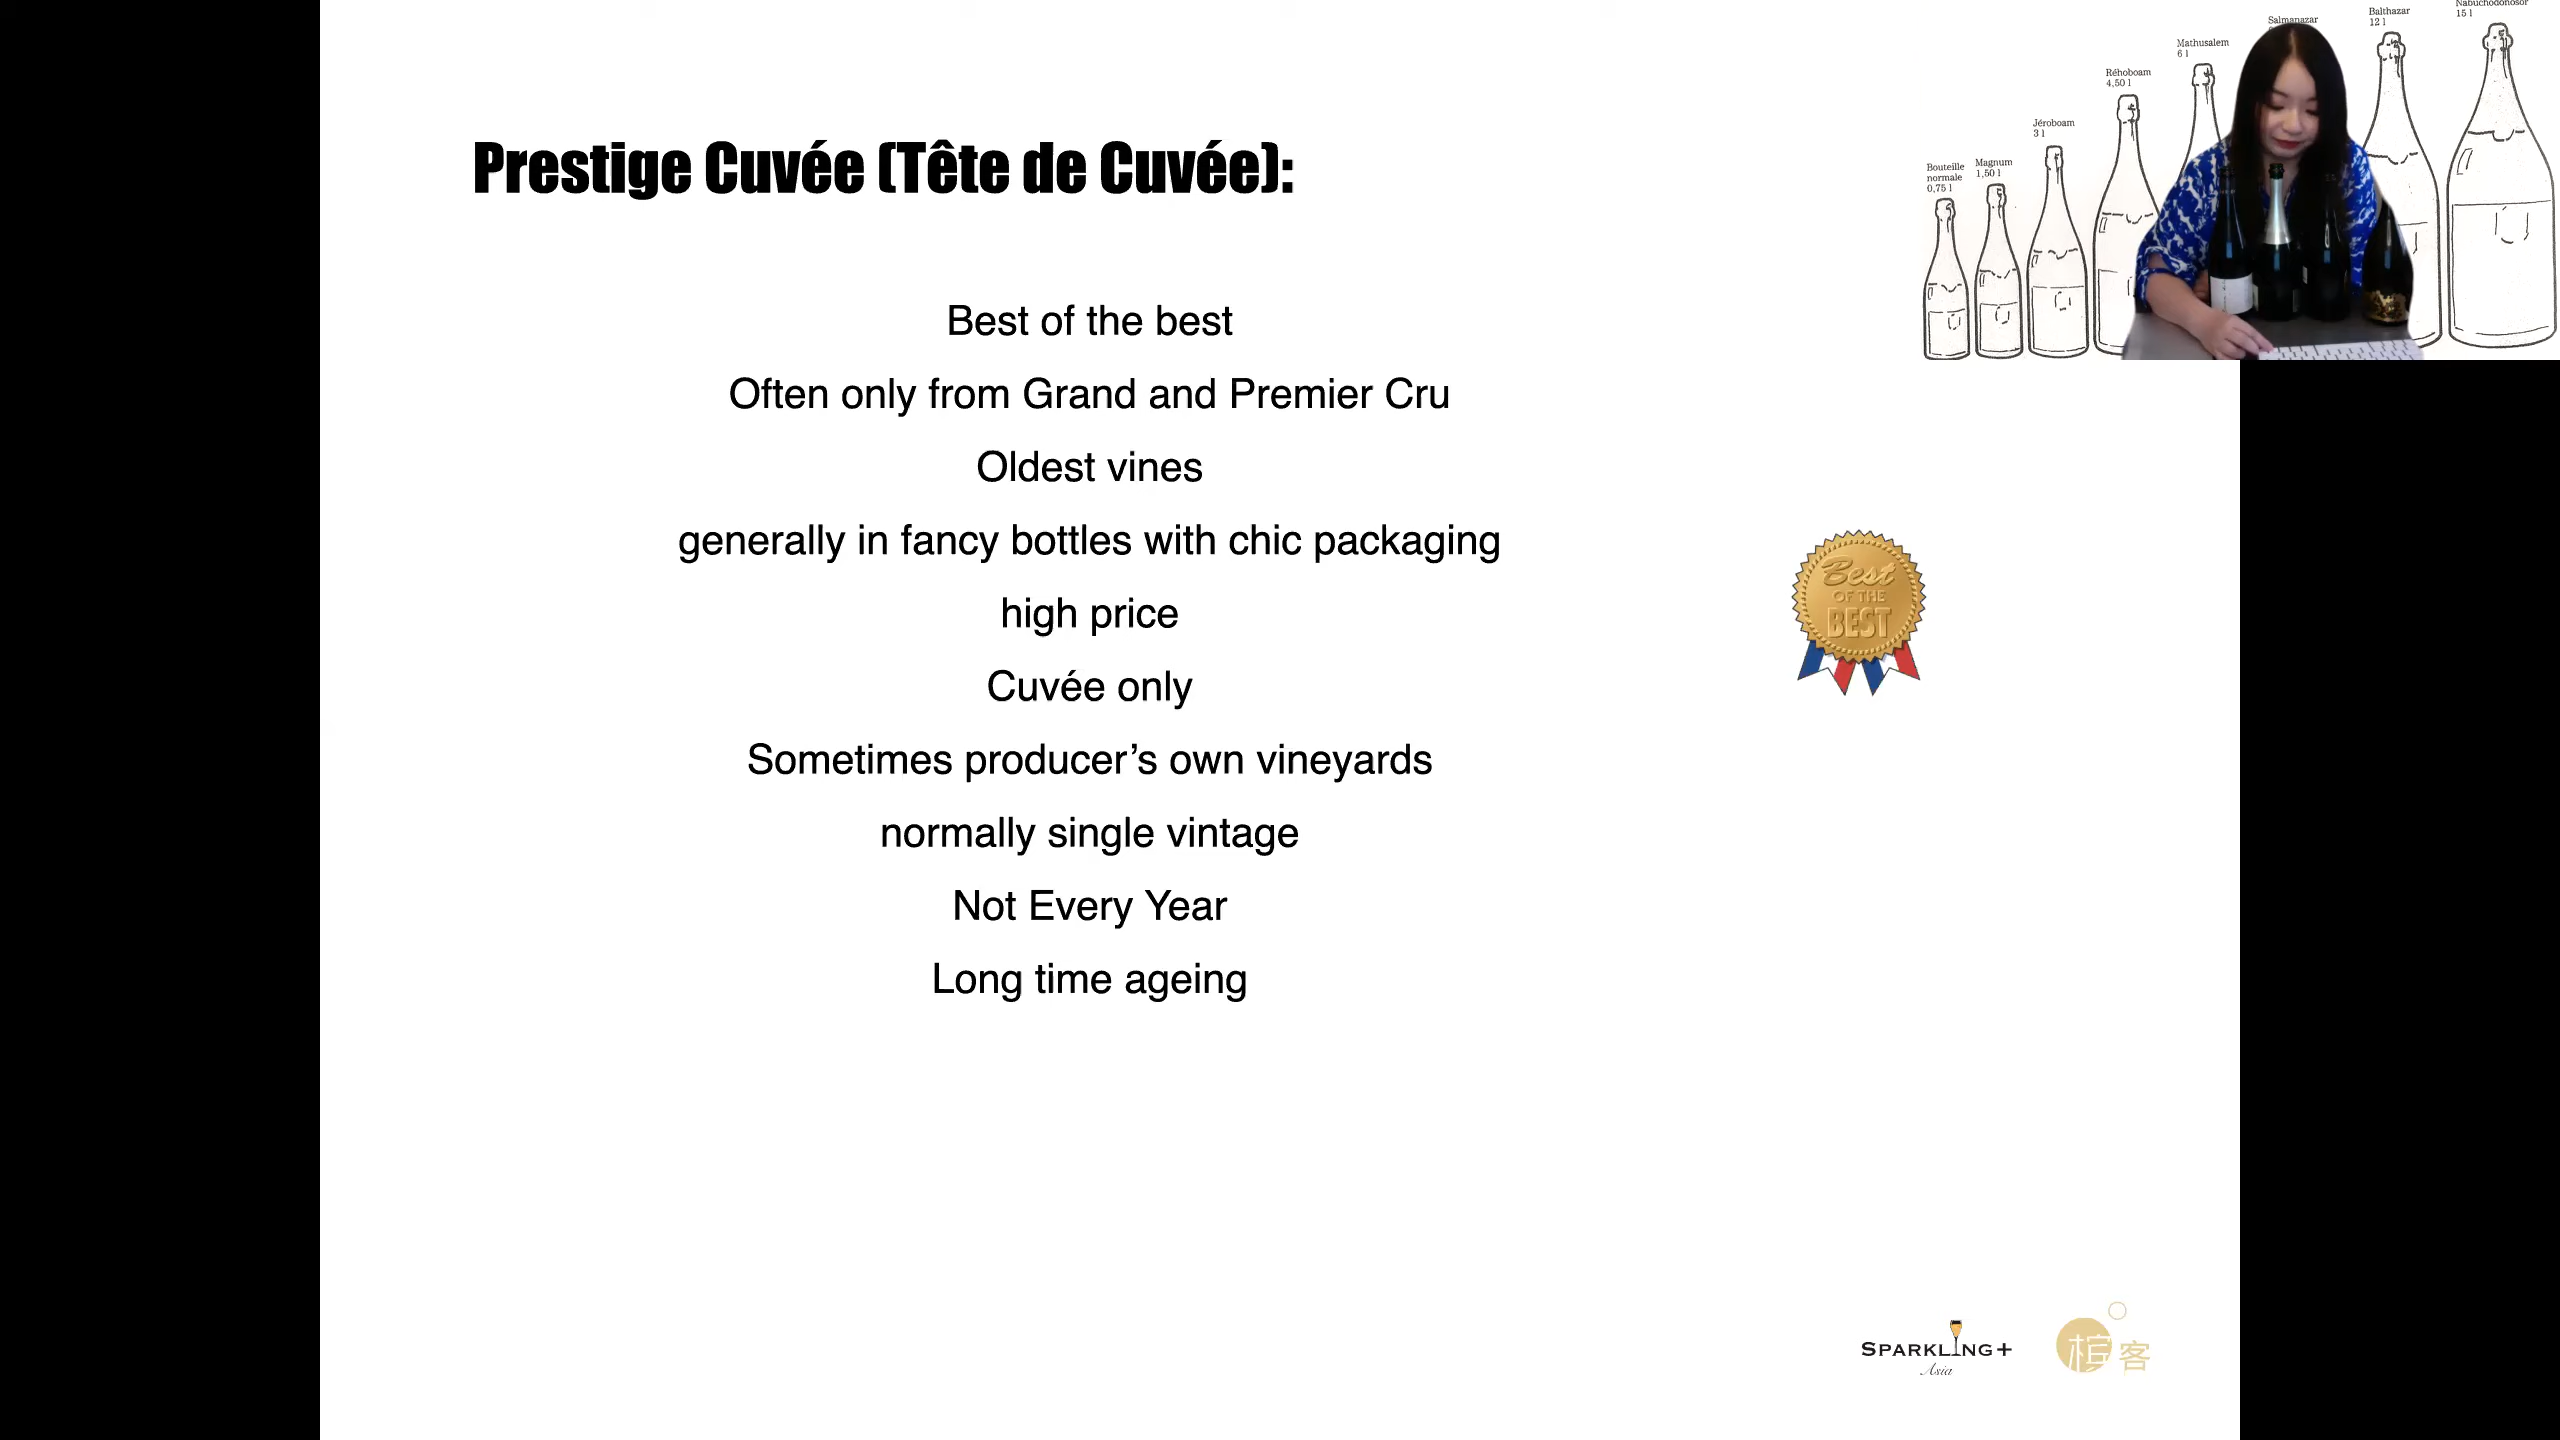 Prestige Cuvée (Tête de Cuvée):
Best of the best
Often only from Grand and Premier Cru
Oldest vines
generally in fancy bottles with chic packaging
high price
Cuvée only
Sometimes producer’s own vineyards
normally single vintage
Not Every Year
Long time ageing
Bouteille
normale
0,75 l
Magnum
1,50 l
Jéroboam
3 l
Réhoboam
4,50 l
Mathusalem
6 l
Salmanazar
Balthazar
12 l
Nabuchodonosor
15 l
Best
OF THE
BEST
SPARKLING+
Asia
槟客